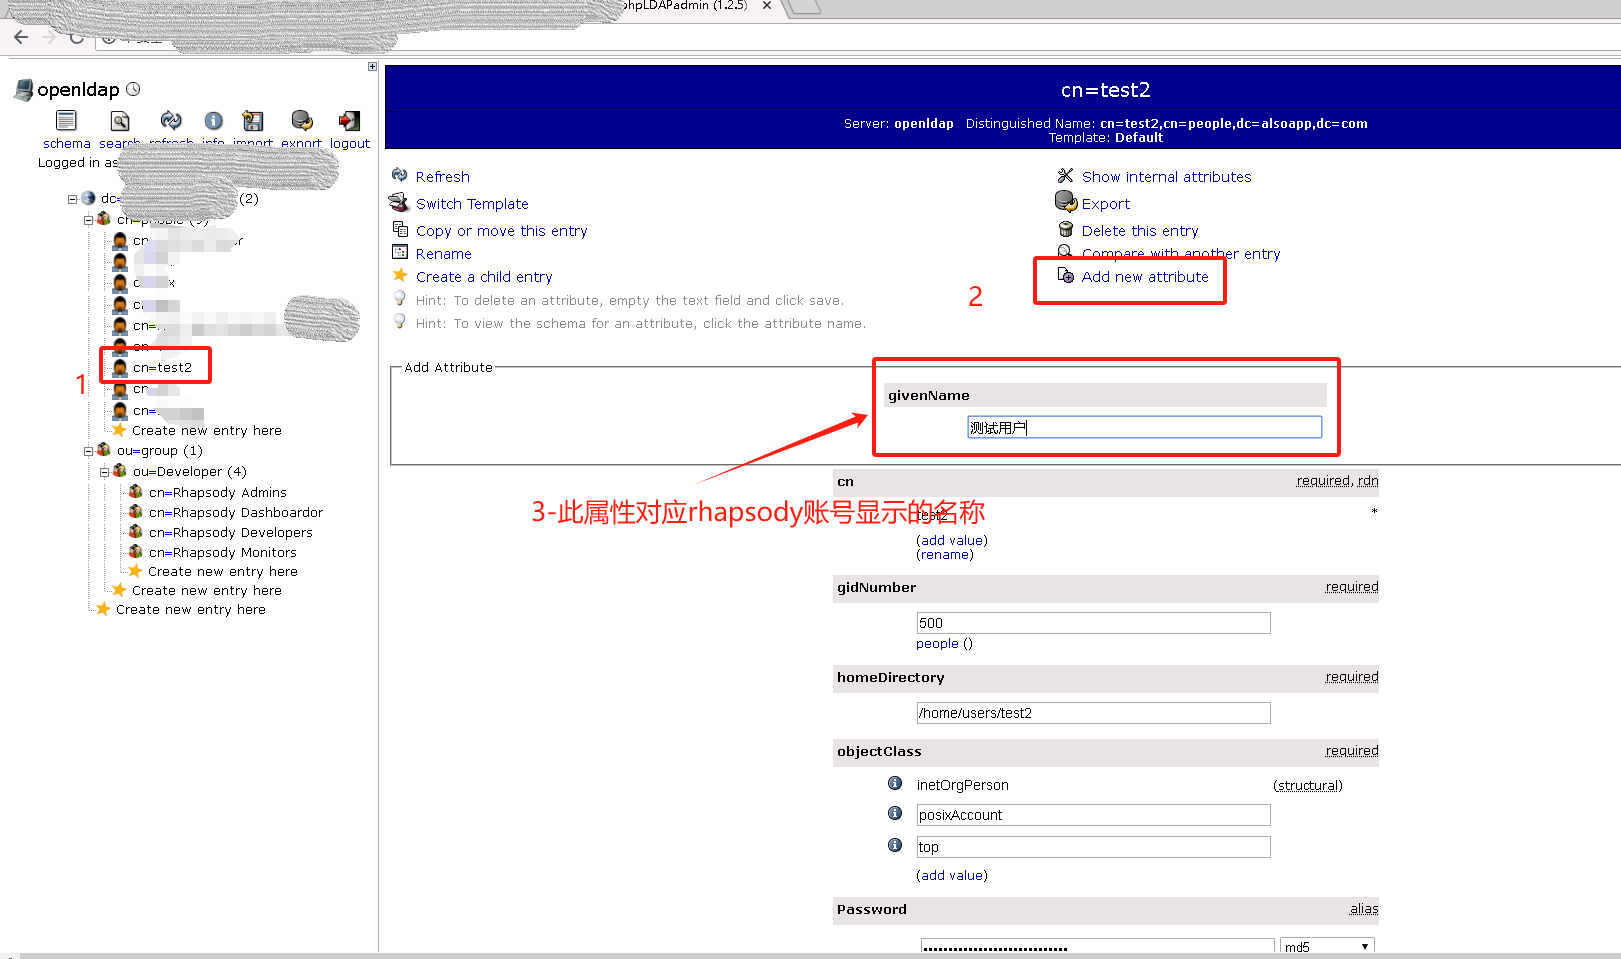 phpLDAPadmin (1.2.5)
openldap
schema search refresh info import export logout
Logged in as
dc= (2)
cn=
cn=
cn=
cn=test2
cn=
Create new entry here
ou=group (1)
ou=Developer (4)
cn=Rhapsody Admins
cn=Rhapsody Dashboardor
cn=Rhapsody Developers
cn=Rhapsody Monitors
Create new entry here
Create new entry here
Create new entry here
1
cn=test2
Server: openldap Distinguished Name: cn=test2,cn=people,dc=alsoapp,dc=com
Template: Default
Refresh
Switch Template
Copy or move this entry
Rename
Create a child entry
Hint: To delete an attribute, empty the text field and click save.
Hint: To view the schema for an attribute, click the attribute name.
Show internal attributes
Export
Delete this entry
Compare with another entry
Add new attribute
2
Add Attribute
givenName
测试用户
3-此属性对应rhapsody账号显示的名称
cn required, rdn
test2 *
(add value)
(rename)
gidNumber required
500
people ()
homeDirectory required
/home/users/test2
objectClass required
inetOrgPerson (structural)
posixAccount
top
(add value)
Password alias
md5